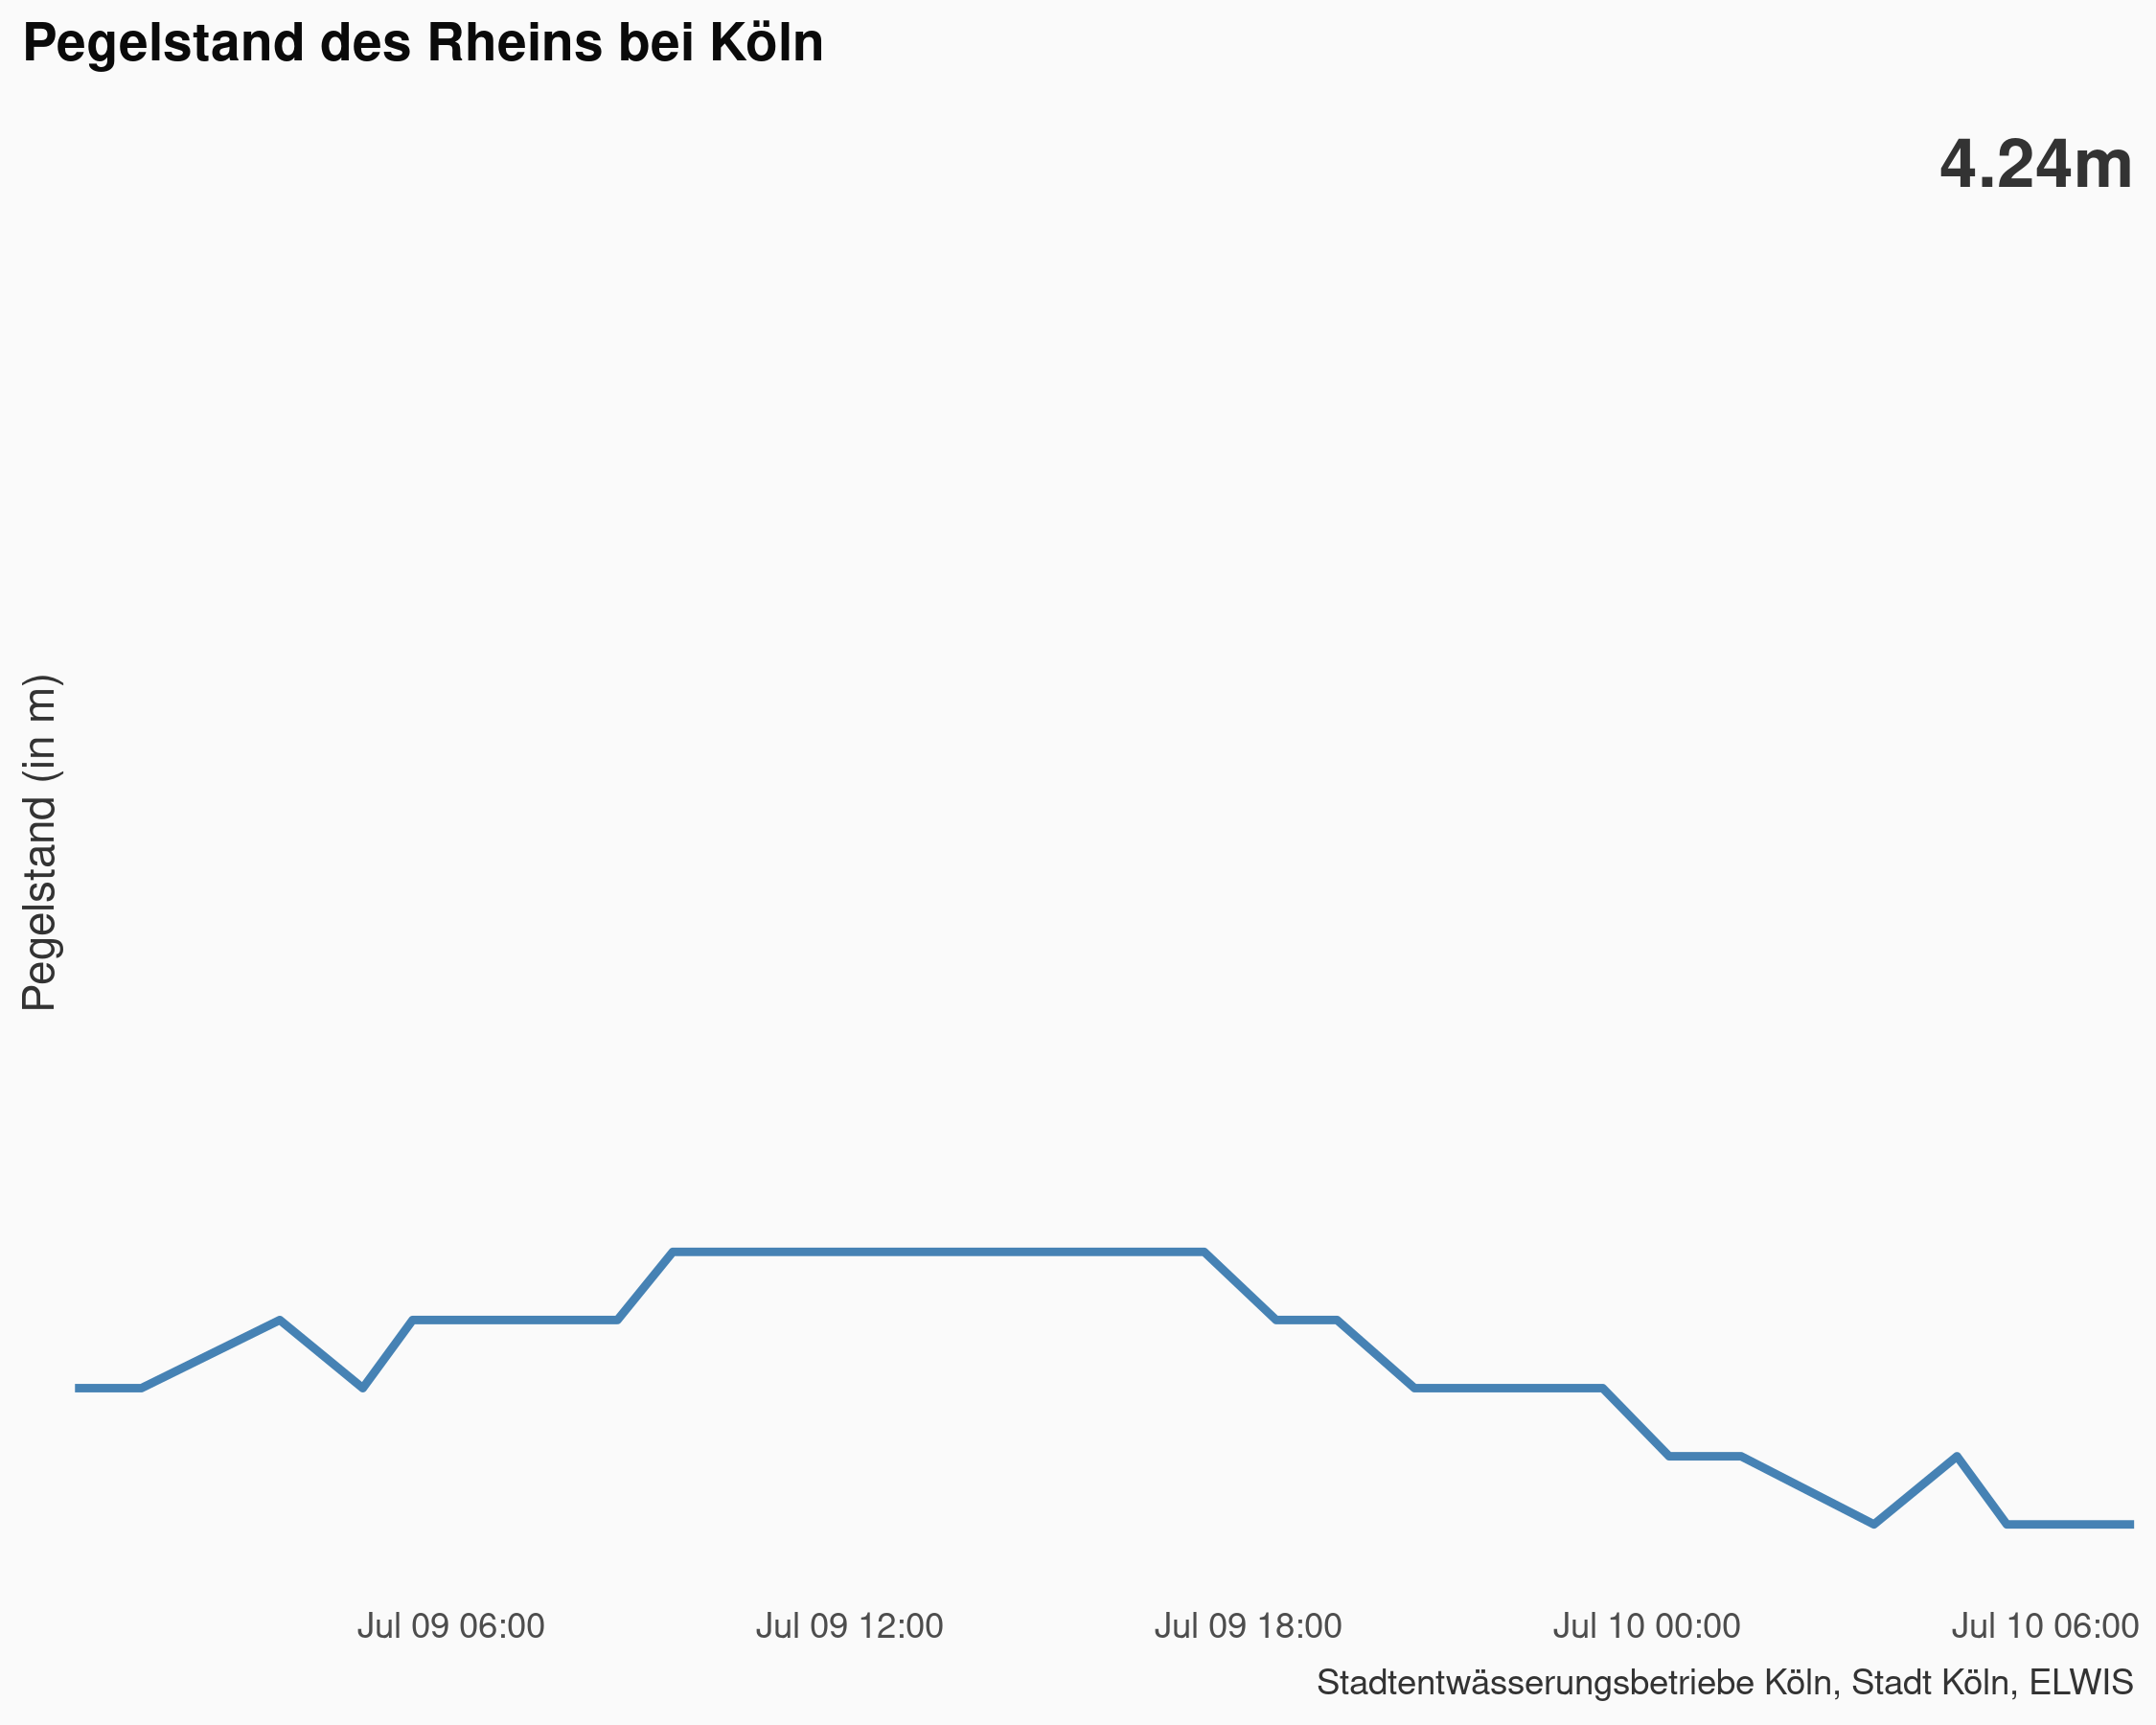 Pegelstand des Rheins bei Köln
4.24m
Pegelstand (in m)
Jul 09 06:00
Jul 09 12:00
Jul 09 18:00
Jul 10 00:00
Jul 10 06:00
Stadtentwässerungsbetriebe Köln, Stadt Köln, ELWIS